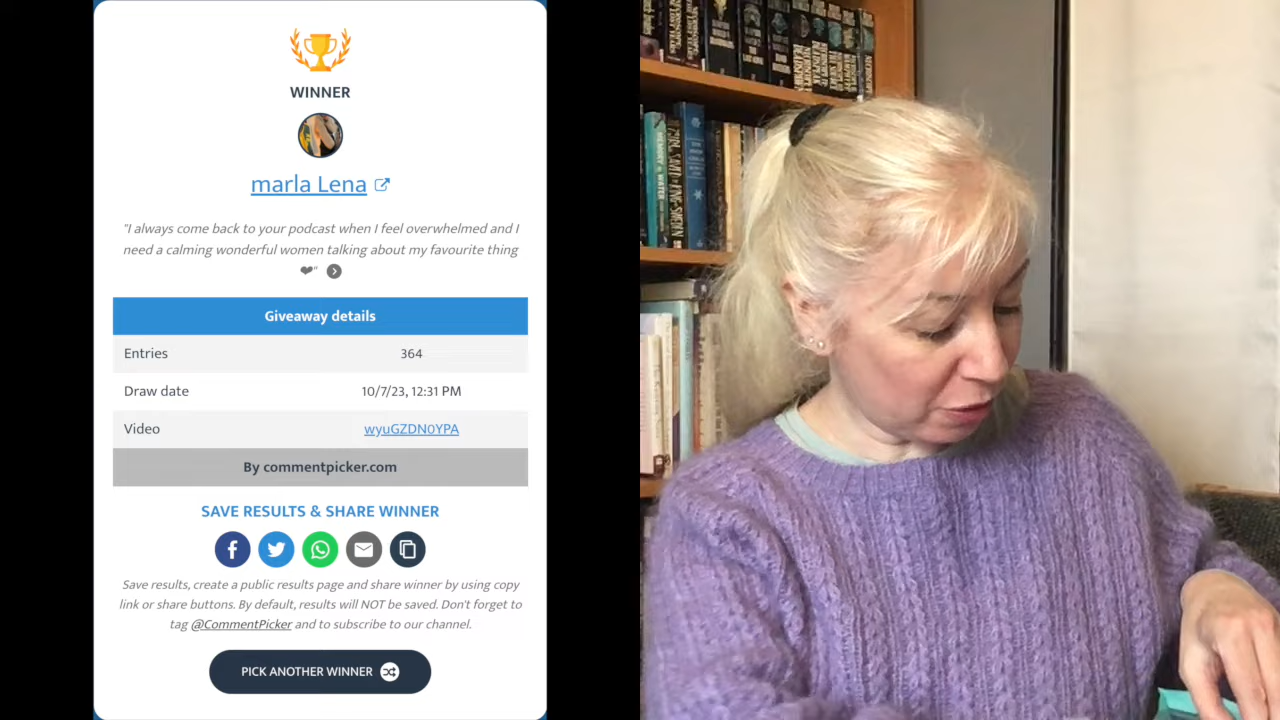 WINNER
marla Lena
"I always come back to your podcast when I feel overwhelmed and I
need a calming wonderful women talking about my favourite thing
❤"
Giveaway details
Entries 364
Draw date 10/7/23, 12:31 PM
Video wyuGZDN0YPA
By commentpicker.com
SAVE RESULTS & SHARE WINNER
Save results, create a public results page and share winner by using copy
link or share buttons. By default, results will NOT be saved. Don't forget to
tag @CommentPicker and to subscribe to our channel.
PICK ANOTHER WINNER
MEMORY OF WATER